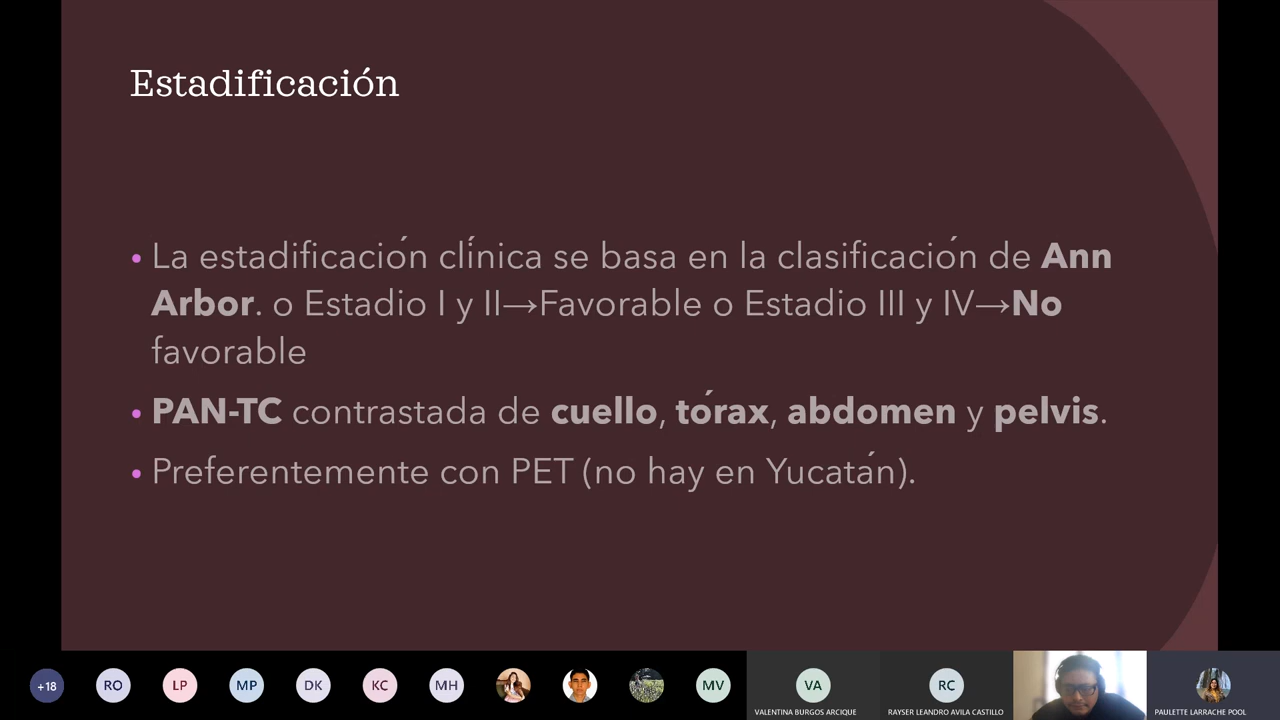 Estadificación
• La estadificación clínica se basa en la clasificación de Ann
Arbor. o Estadio I y II→Favorable o Estadio III y IV→No
favorable
• PAN-TC contrastada de cuello, tórax, abdomen y pelvis.
• Preferentemente con PET (no hay en Yucatán).
+18 RO LP MP DK KC MH MV VA RC
VALENTINA BURGOS ARCIQUE RAYSER LEANDRO AVILA CASTILLO PAULETTE LARRACHE POOL